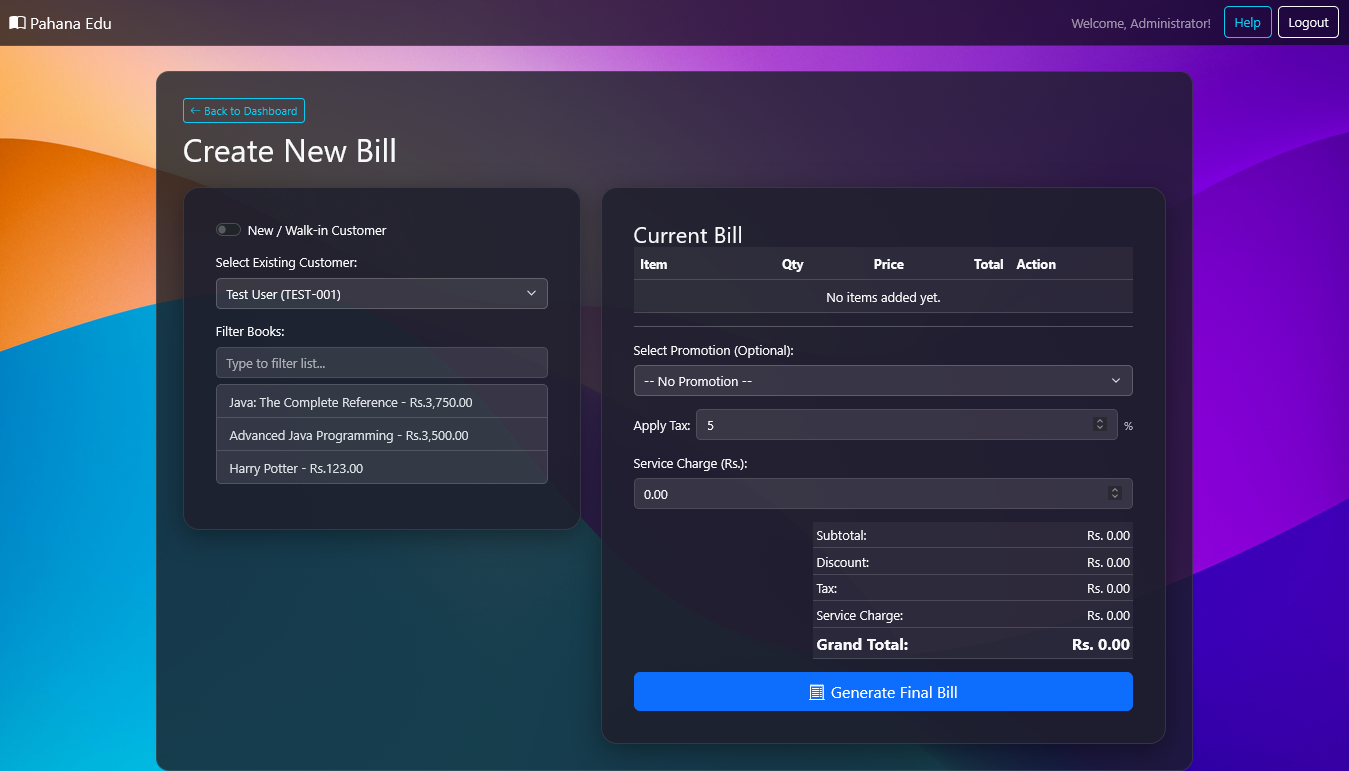 Pahana Edu
Welcome, Administrator!
Help
Logout
← Back to Dashboard
Create New Bill
New / Walk-in Customer
Select Existing Customer:
Test User (TEST-001)
Filter Books:
Type to filter list...
Java: The Complete Reference - Rs.3,750.00
Advanced Java Programming - Rs.3,500.00
Harry Potter - Rs.123.00
Current Bill
Item Qty Price Total Action
No items added yet.
Select Promotion (Optional):
-- No Promotion --
Apply Tax: 5 %
Service Charge (Rs.):
0.00
Subtotal: Rs. 0.00
Discount: Rs. 0.00
Tax: Rs. 0.00
Service Charge: Rs. 0.00
Grand Total: Rs. 0.00
Generate Final Bill